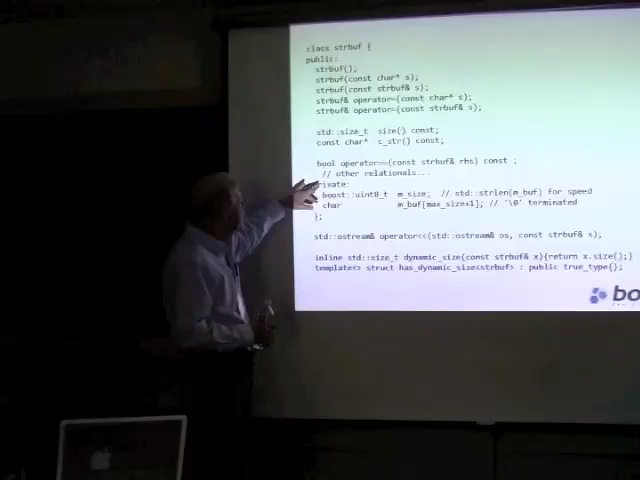 class strbuf {
public:
strbuf();
strbuf(const char* s);
strbuf(const strbuf& s);
strbuf& operator=(const char* s);
strbuf& operator=(const strbuf& s);
std::size_t size() const;
const char* c_str() const;
bool operator==(const strbuf& rhs) const ;
// other relationals...
rivate:
boost::uint8_t m_size; // std::strlen(m_buf) for speed
char m_buf[max_size+1]; // '\0' terminated
};
std::ostream& operator<<(std::ostream& os, const strbuf& x);
inline std::size_t dynamic_size(const strbuf& x){return x.size();}
template<> struct has_dynamic_size<strbuf> : public true_type{};
bo